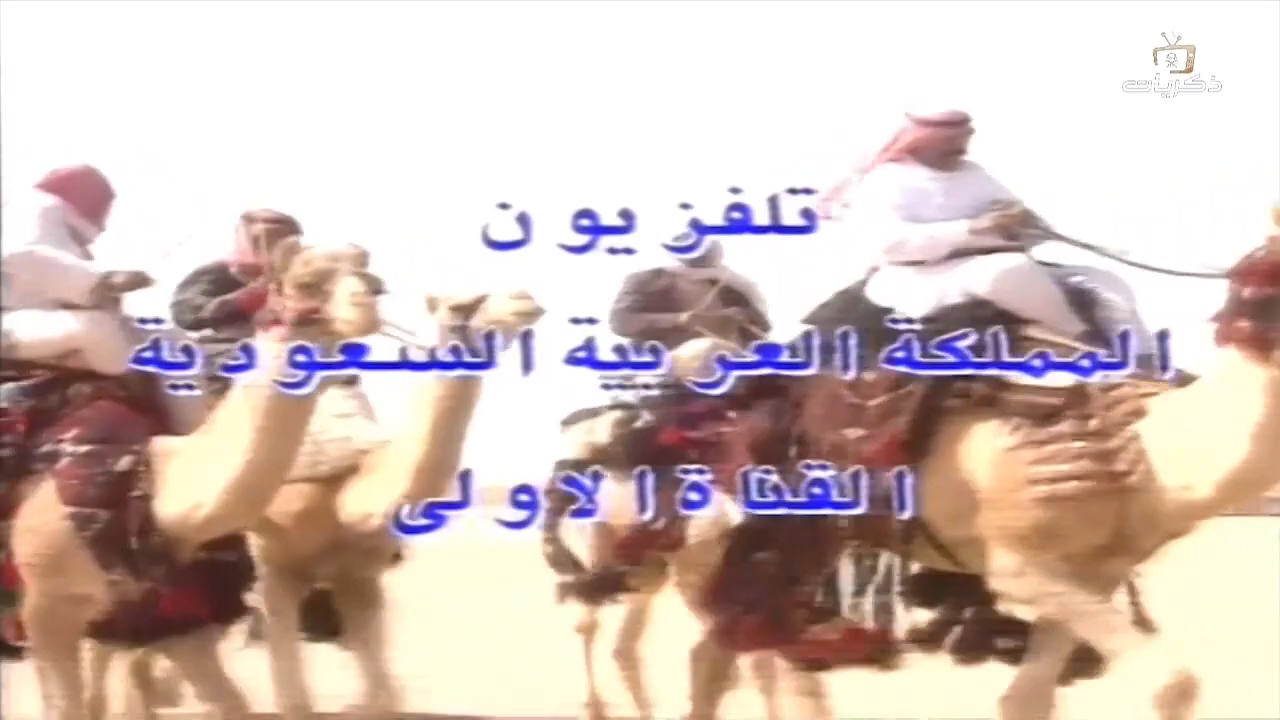 ذكريات
تلفزيون
المملكة العربية السعودية
القناة الاولى